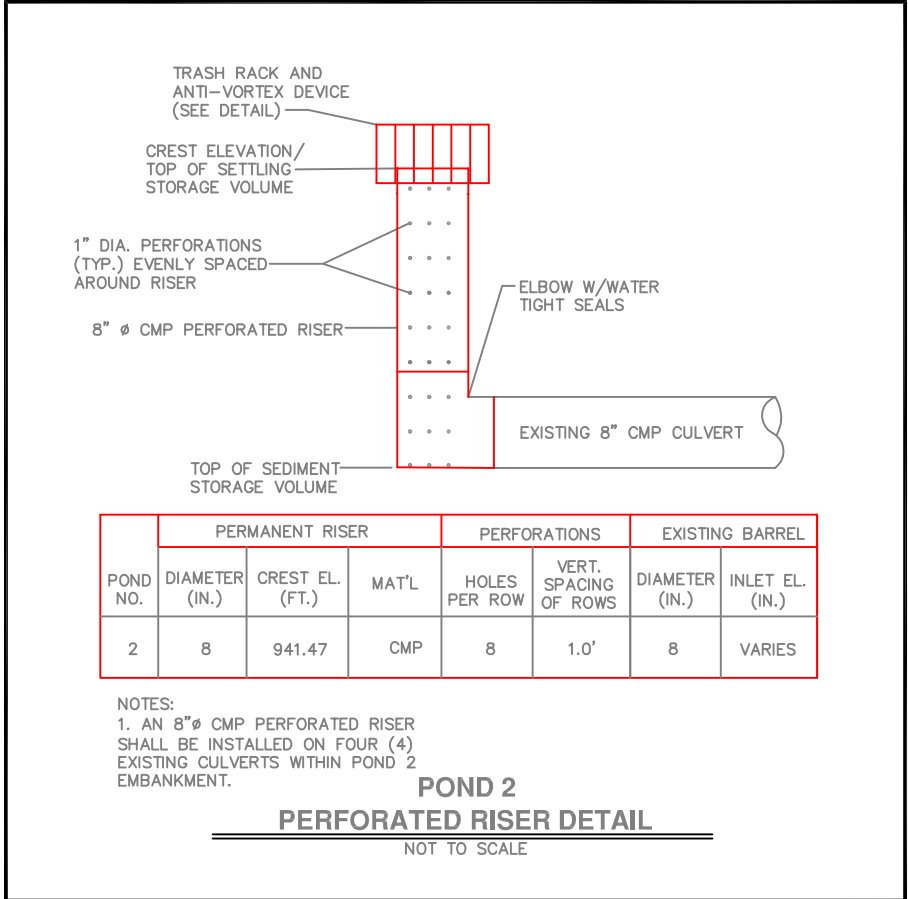 TRASH RACK AND
ANTI-VORTEX DEVICE
(SEE DETAIL)
CREST ELEVATION/
TOP OF SETTLING
STORAGE VOLUME
1" DIA. PERFORATIONS
(TYP.) EVENLY SPACED
AROUND RISER
ELBOW W/WATER
TIGHT SEALS
8" ø CMP PERFORATED RISER
EXISTING 8" CMP CULVERT
TOP OF SEDIMENT
STORAGE VOLUME
PERMANENT RISER PERFORATIONS EXISTING BARREL
POND NO. DIAMETER (IN.) CREST EL. (FT.) MAT'L HOLES PER ROW VERT. SPACING OF ROWS DIAMETER (IN.) INLET EL. (IN.)
2 8 941.47 CMP 8 1.0' 8 VARIES
NOTES:
1. AN 8"ø CMP PERFORATED RISER
SHALL BE INSTALLED ON FOUR (4)
EXISTING CULVERTS WITHIN POND 2
EMBANKMENT.
POND 2
PERFORATED RISER DETAIL
NOT TO SCALE